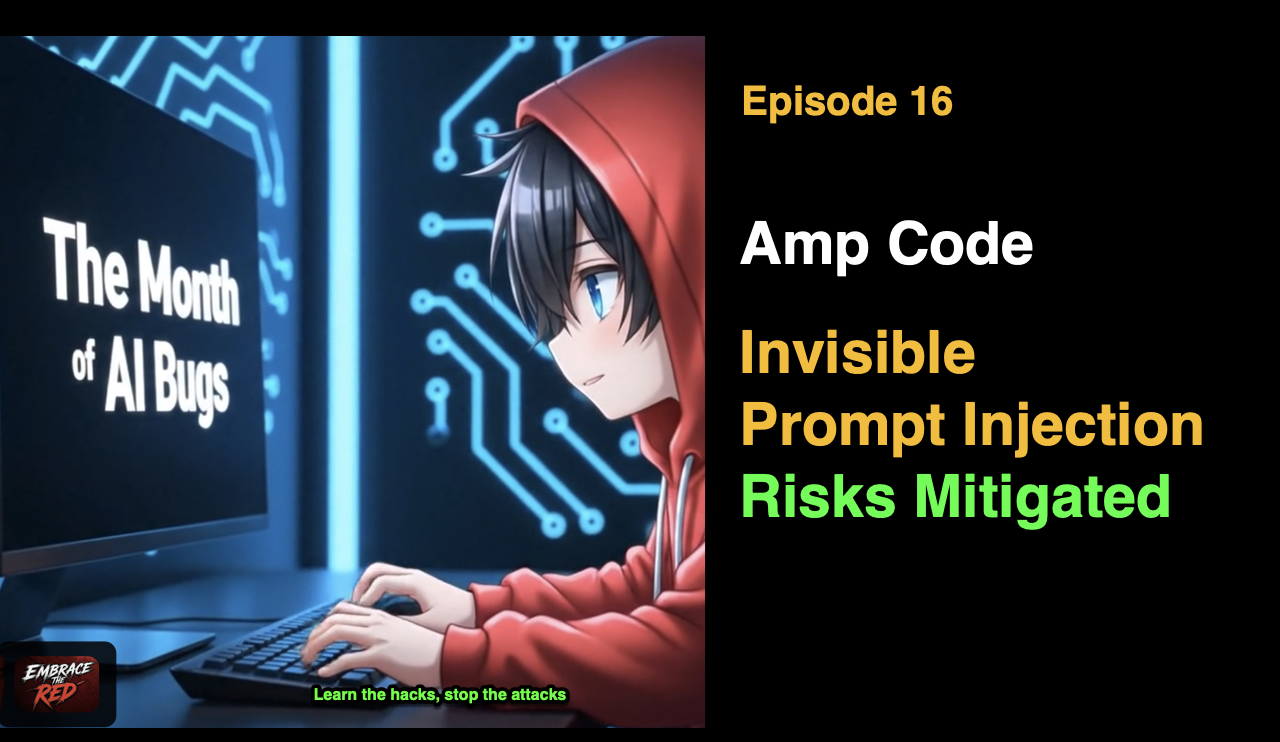 The Month
of AI Bugs
EMBRACE
THE
RED
Learn the hacks, stop the attacks
Episode 16
Amp Code
Invisible
Prompt Injection
Risks Mitigated